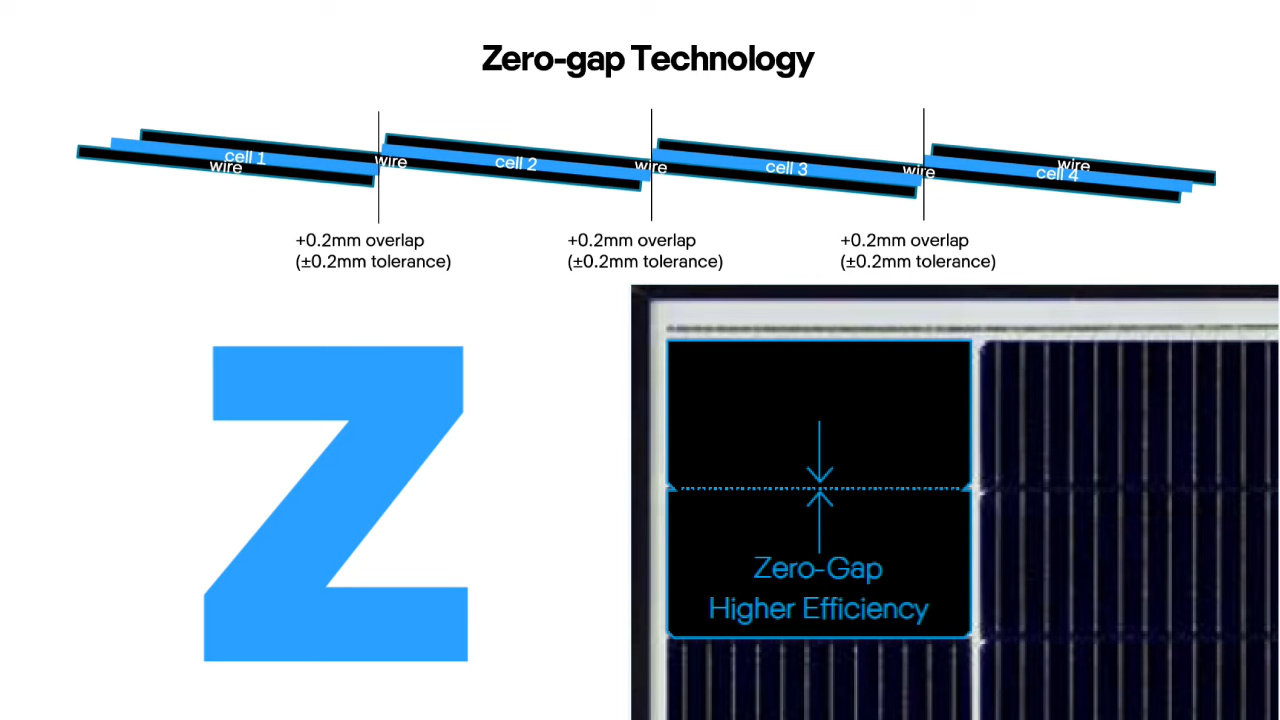 Zero-gap Technology
cell 1
wire
wire
cell 2
wire
cell 3
wire
wire
cell 4
+0.2mm overlap
(±0.2mm tolerance)
+0.2mm overlap
(±0.2mm tolerance)
+0.2mm overlap
(±0.2mm tolerance)
Z
Zero-Gap
Higher Efficiency